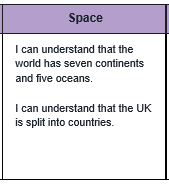 Space
I can understand that the
world has seven continents
and five oceans.
I can understand that the UK
is split into countries.